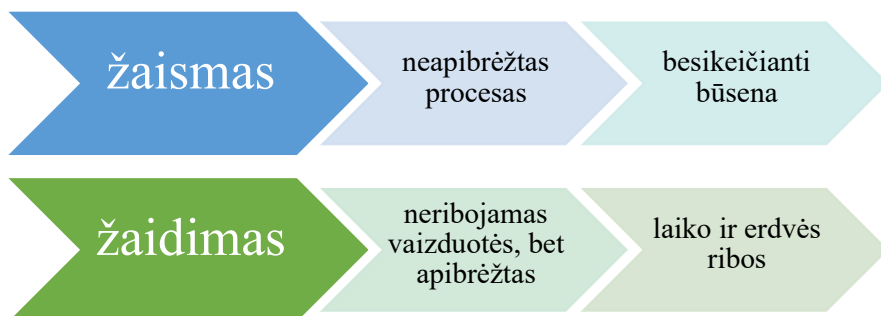 žaismas
neapibrėžtas
procesas
besikeičianti
būsena
žaidimas
neribojamas
vaizduotės, bet
apibrėžtas
laiko ir erdvės
ribos